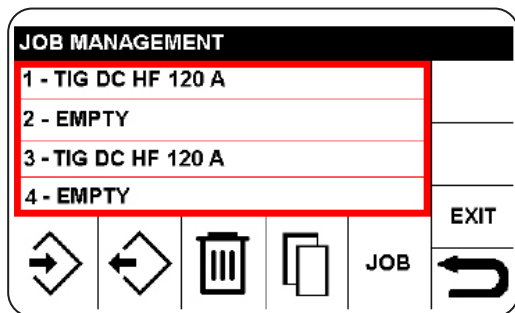 JOB MANAGEMENT
1 - TIG DC HF 120 A
2 - EMPTY
3 - TIG DC HF 120 A
4 - EMPTY
EXIT
JOB